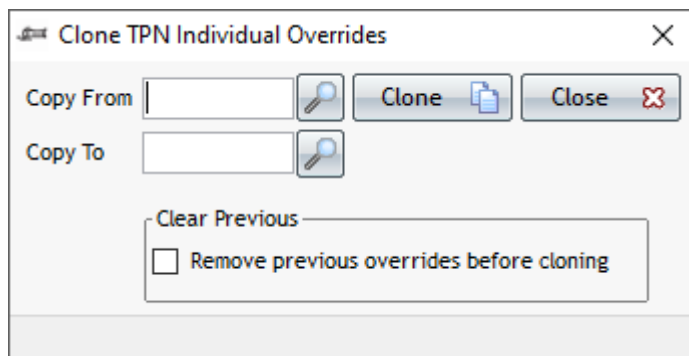 Clone TPN Individual Overrides
Copy From Clone Close
Copy To
Clear Previous
Remove previous overrides before cloning